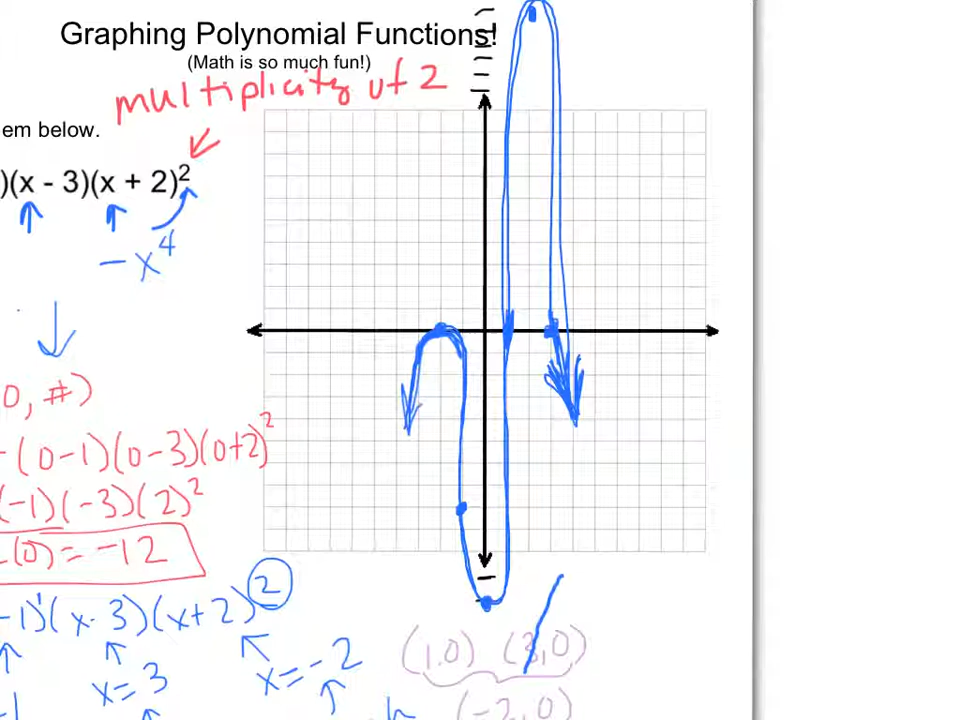 Graphing Polynomial Functions!
(Math is so much fun!)
multiplicity of 2
em below.
)(x - 3)(x + 2)²
-x⁴
0, #)
-(0-1)(0-3)(0+2)²
(-1)(-3)(2)²
(0) = -12
-1)¹(x-3)(x+2)²
x = 3
x = -2
(1,0) (3,0)
(-2,0)